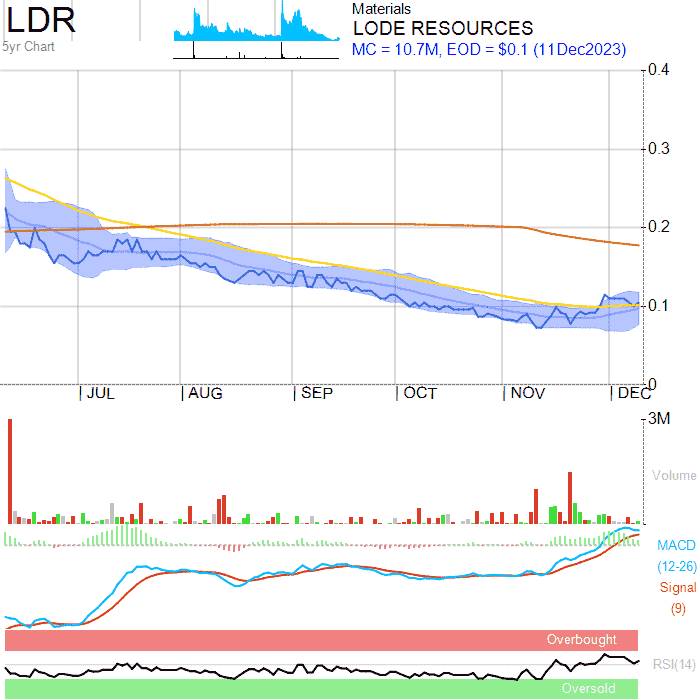 LDR
5yr Chart
Materials
LODE RESOURCES
MC = 10.7M, EOD = $0.1 (11Dec2023)
0.4
0.3
0.2
0.1
0
JUL
AUG
SEP
OCT
NOV
DEC
3M
Volume
MACD
(12-26)
Signal
(9)
Overbought
RSI(14)
Oversold